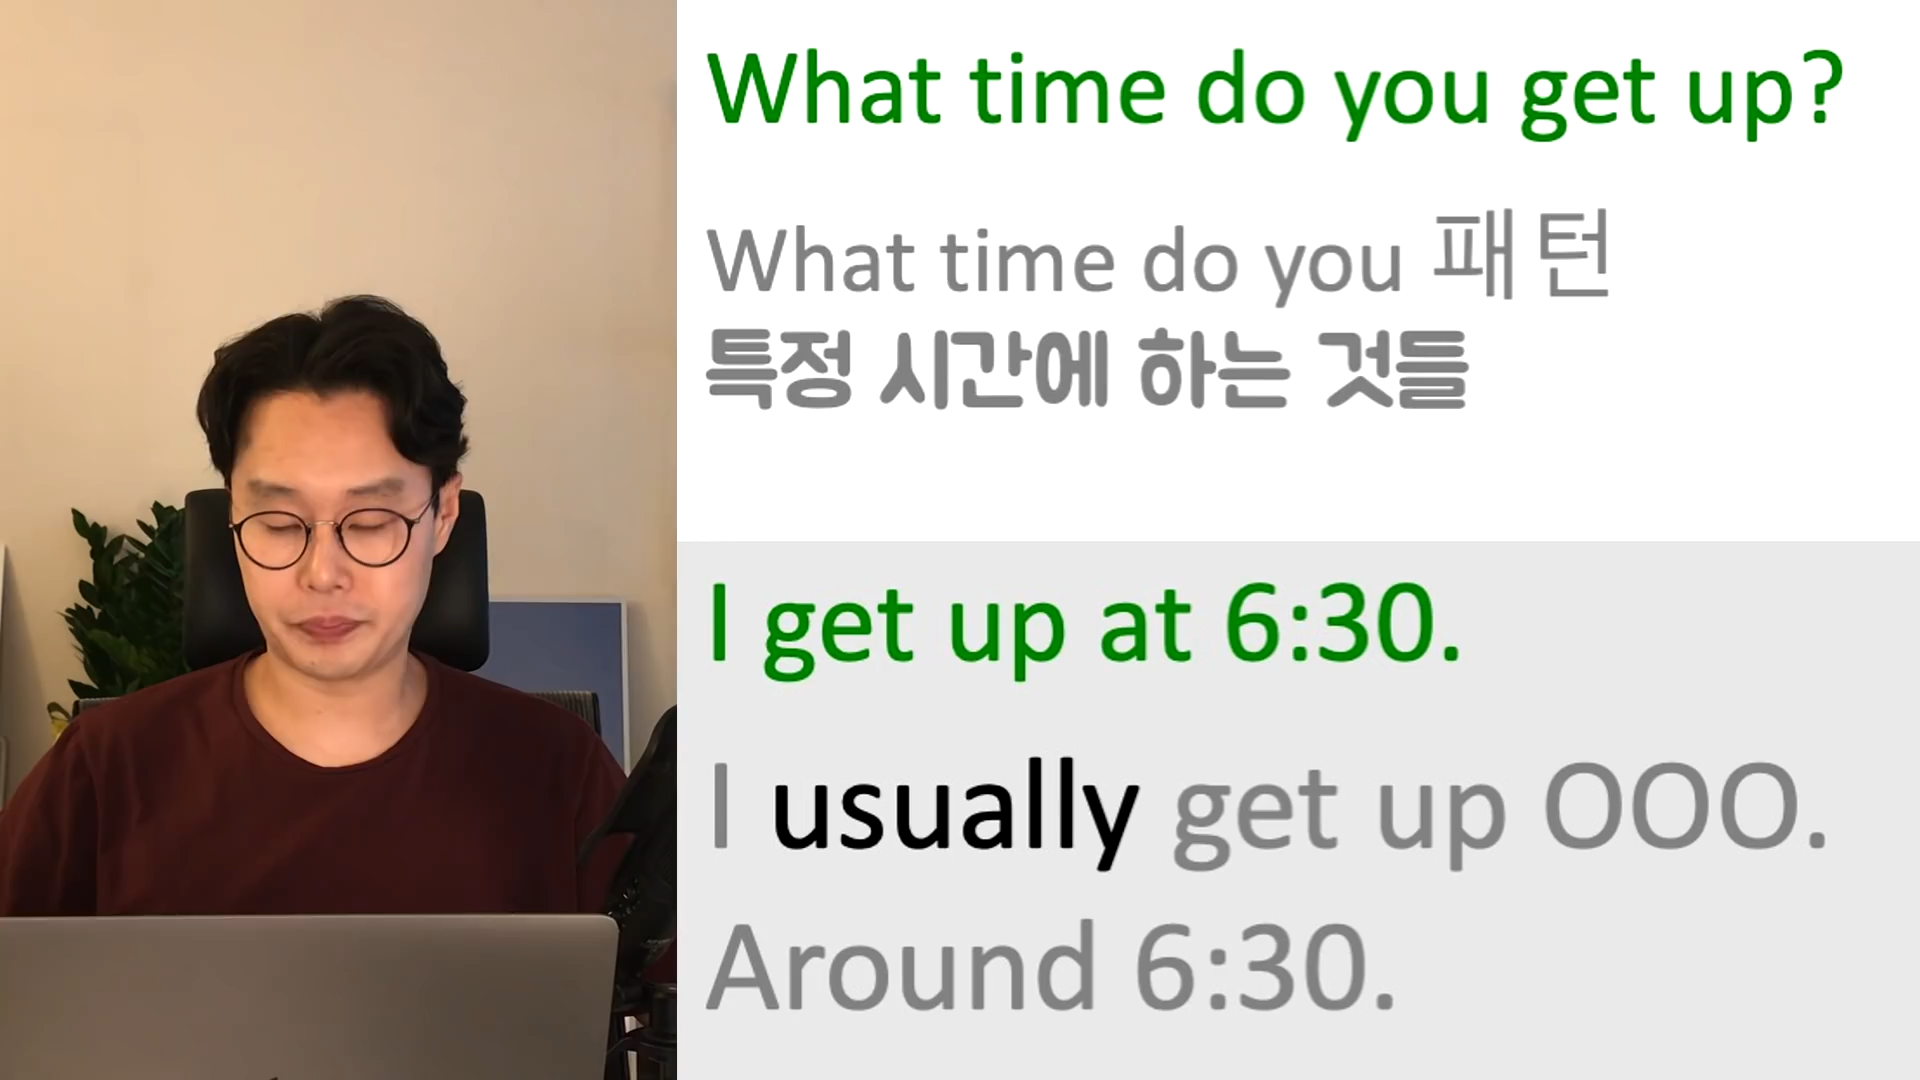 What time do you get up?
What time do you 패턴
특정 시간에 하는 것들
I get up at 6:30.
I usually get up OOO.
Around 6:30.